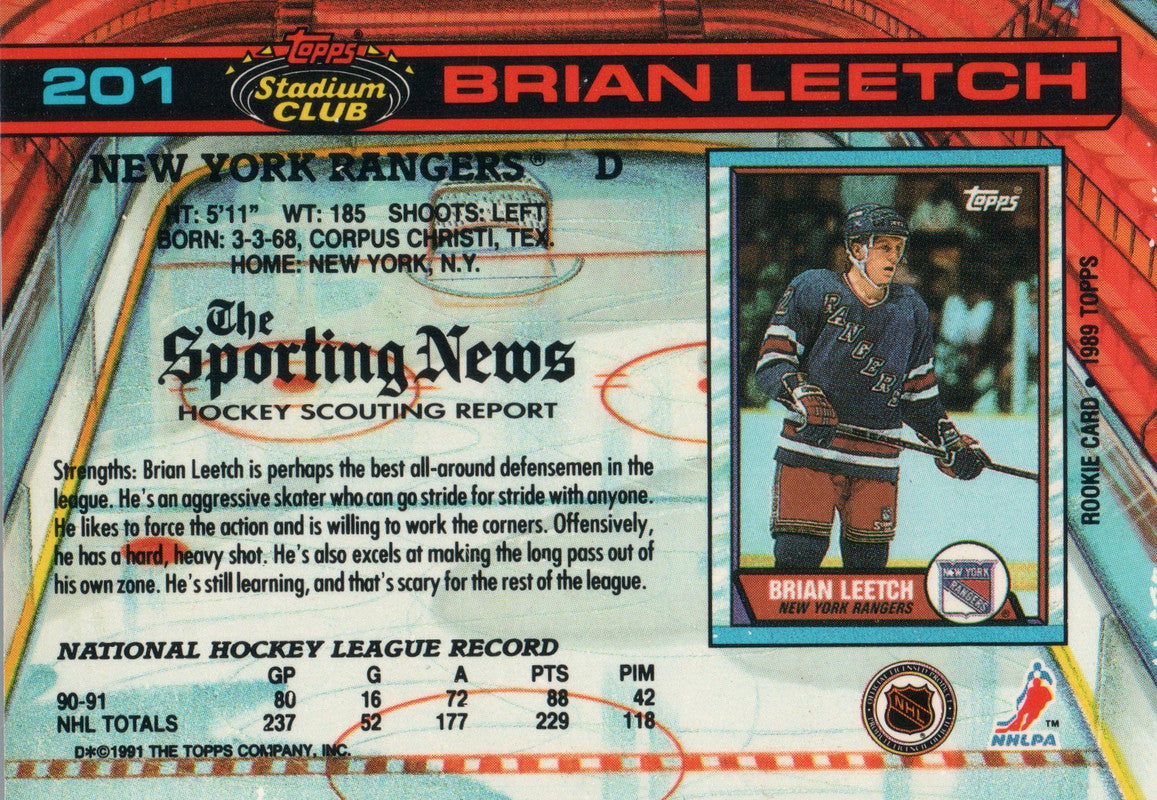 201
Topps
Stadium
CLUB
BRIAN LEETCH
NEW YORK RANGERS® D
HT: 5'11" WT: 185 SHOOTS: LEFT
BORN: 3-3-68, CORPUS CHRISTI, TEX.
HOME: NEW YORK, N.Y.
The
Sporting News
HOCKEY SCOUTING REPORT
Strengths: Brian Leetch is perhaps the best all-around defensemen in the
league. He's an aggressive skater who can go stride for stride with anyone.
He likes to force the action and is willing to work the corners. Offensively,
he has a hard, heavy shot. He's also excels at making the long pass out of
his own zone. He's still learning, and that's scary for the rest of the league.
NATIONAL HOCKEY LEAGUE RECORD
GP G A PTS PIM
90-91 80 16 72 88 42
NHL TOTALS 237 52 177 229 118
D*©1991 THE TOPPS COMPANY, INC.
Topps®
2
RANGERS
BRIAN LEETCH
NEW YORK RANGERS
NEW YORK
RANGERS
®
ROOKIE CARD • 1989 TOPPS
NHL
NHLPA
™